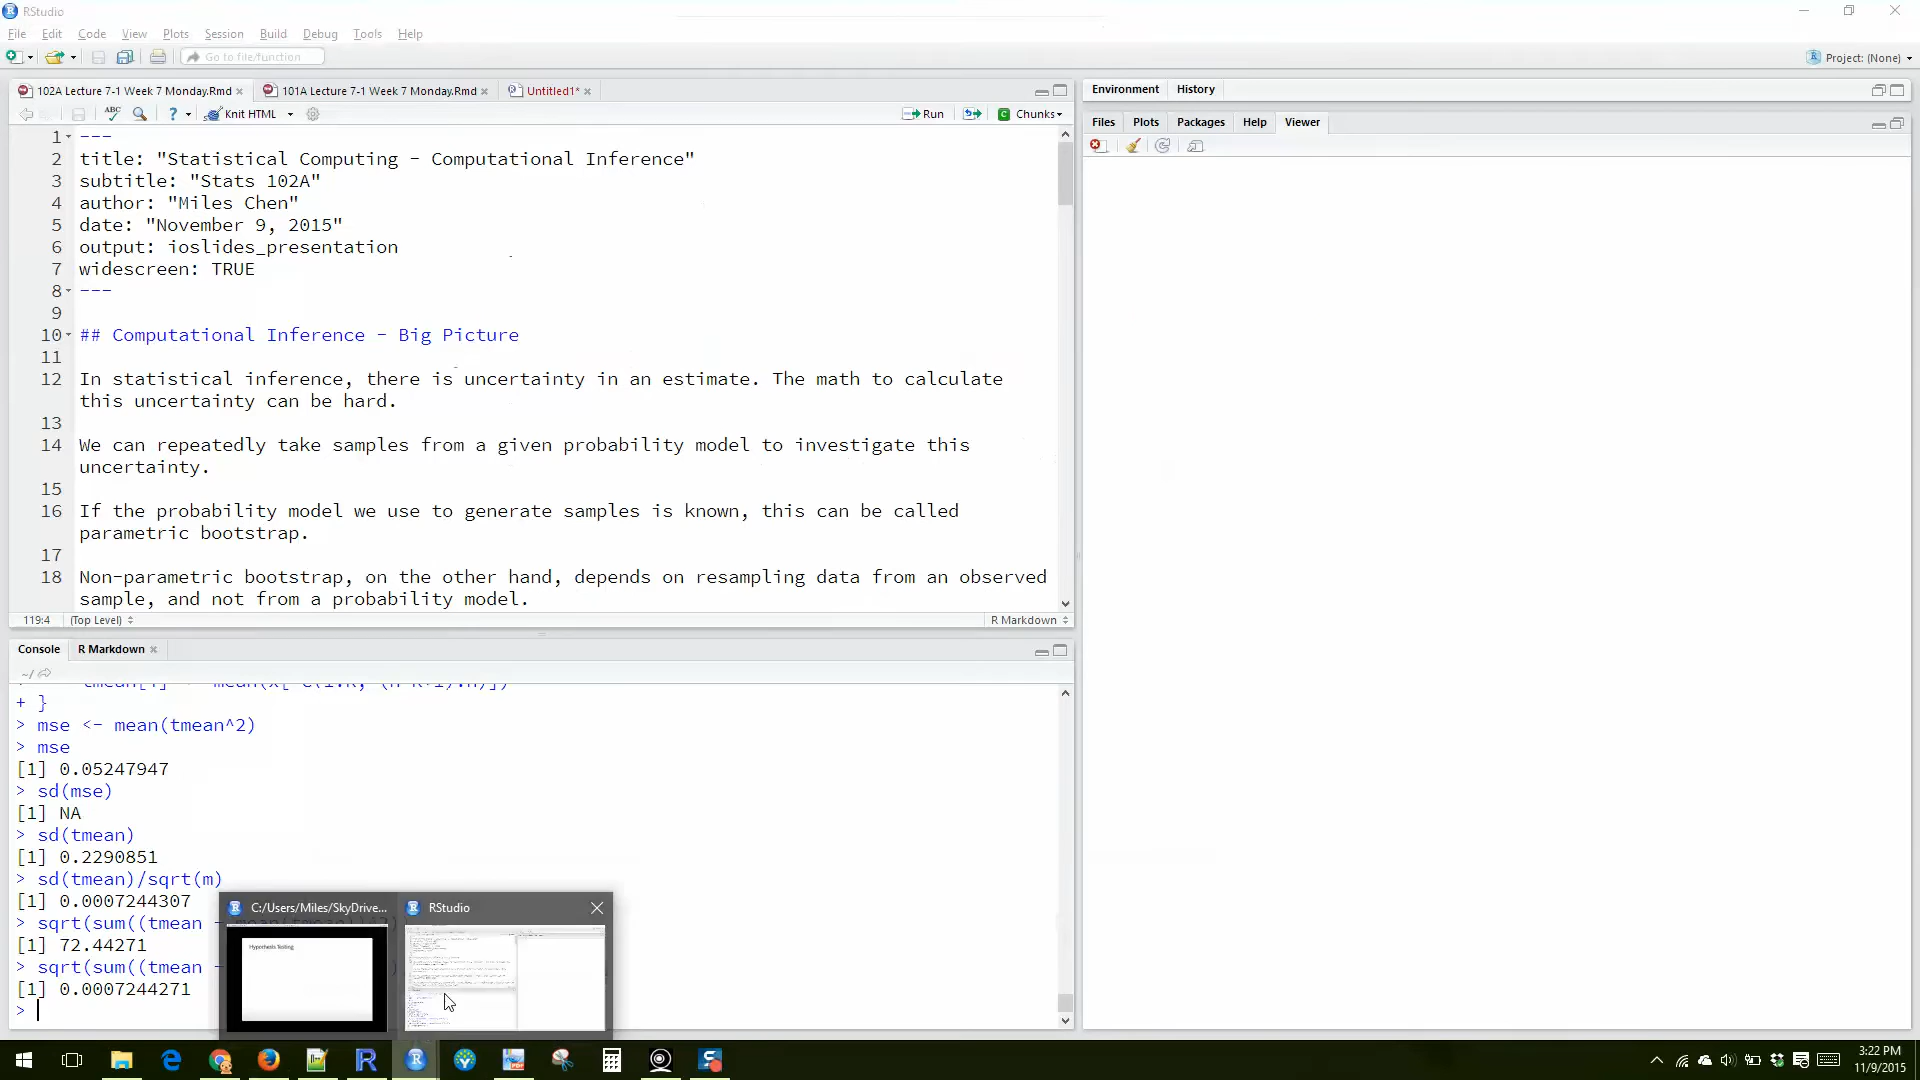 RStudio
File Edit Code View Plots Session Build Debug Tools Help
Go to file/function
Project: (None)
102A Lecture 7-1 Week 7 Monday.Rmd
101A Lecture 7-1 Week 7 Monday.Rmd
Untitled1*
ABC
?
Knit HTML
Run
Chunks
1 ---
2 title: "Statistical Computing - Computational Inference"
3 subtitle: "Stats 102A"
4 author: "Miles Chen"
5 date: "November 9, 2015"
6 output: ioslides_presentation
7 widescreen: TRUE
8 ---
9
10 ## Computational Inference - Big Picture
11
12 In statistical inference, there is uncertainty in an estimate. The math to calculate
this uncertainty can be hard.
13
14 We can repeatedly take samples from a given probability model to investigate this
uncertainty.
15
16 If the probability model we use to generate samples is known, this can be called
parametric bootstrap.
17
18 Non-parametric bootstrap, on the other hand, depends on resampling data from an observed
sample, and not from a probability model.
119:4 (Top Level)
R Markdown
Console R Markdown
~/
+ }
> mse <- mean(tmean^2)
> mse
[1] 0.05247947
> sd(mse)
[1] NA
> sd(tmean)
[1] 0.2290851
> sd(tmean)/sqrt(m)
[1] 0.0007244307
> sqrt(sum((tmean -
[1] 72.44271
> sqrt(sum((tmean -
[1] 0.0007244271
>
Environment History
Files Plots Packages Help Viewer
C:/Users/Miles/SkyDrive...
RStudio
Hypothesis Testing
3:22 PM
11/9/2015